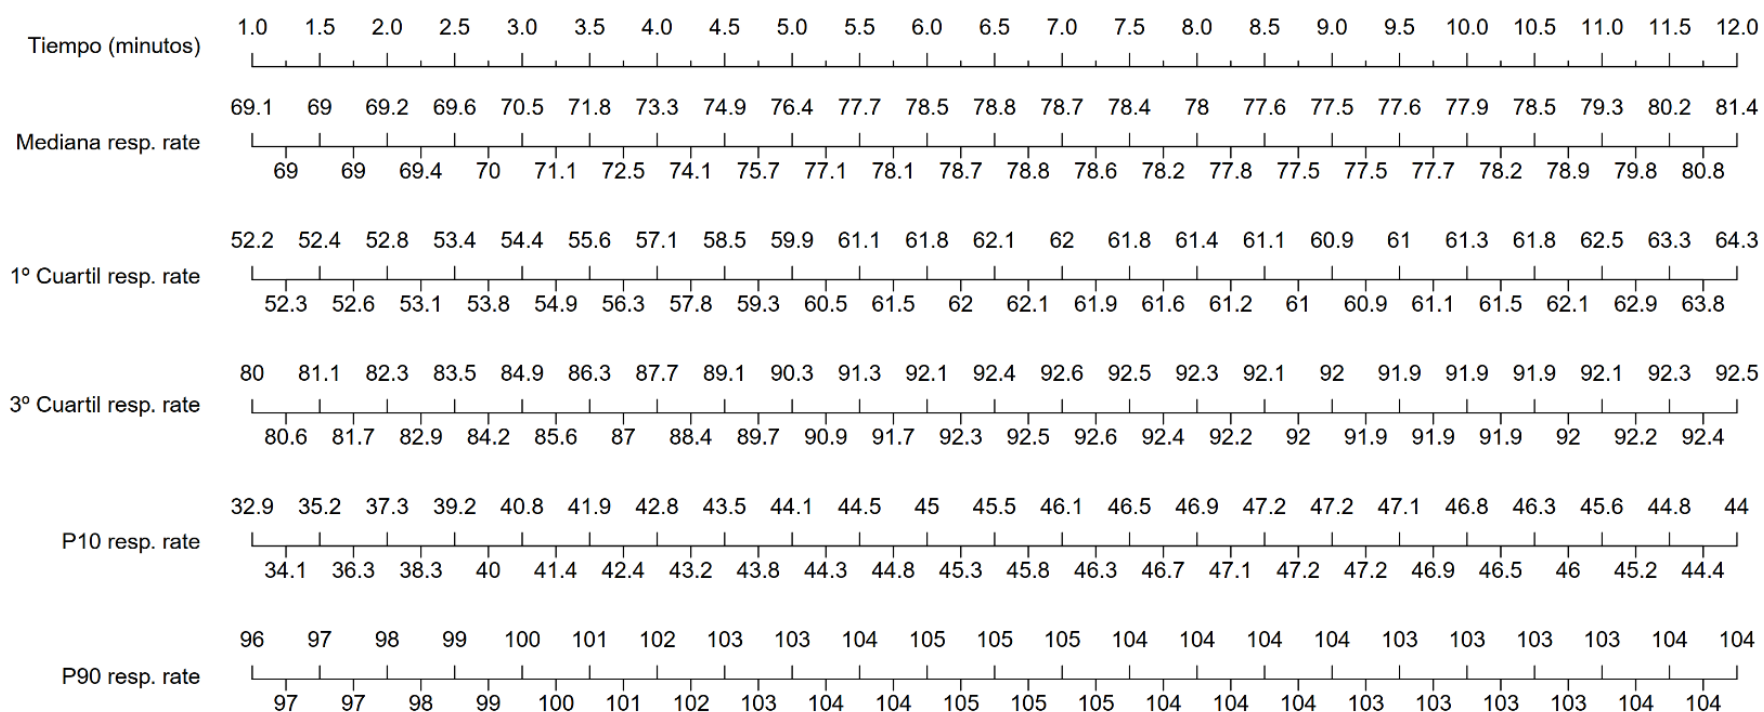 1.0 1.5 2.0 2.5 3.0 3.5 4.0 4.5 5.0 5.5 6.0 6.5 7.0 7.5 8.0 8.5 9.0 9.5 10.0 10.5 11.0 11.5 12.0
Tiempo (minutos)
69.1 69 69.2 69.6 70.5 71.8 73.3 74.9 76.4 77.7 78.5 78.8 78.7 78.4 78 77.6 77.5 77.6 77.9 78.5 79.3 80.2 81.4
Mediana resp. rate
69 69 69.4 70 71.1 72.5 74.1 75.7 77.1 78.1 78.7 78.8 78.6 78.2 77.8 77.5 77.5 77.7 78.2 78.9 79.8 80.8
52.2 52.4 52.8 53.4 54.4 55.6 57.1 58.5 59.9 61.1 61.8 62.1 62 61.8 61.4 61.1 60.9 61 61.3 61.8 62.5 63.3 64.3
1º Cuartil resp. rate
52.3 52.6 53.1 53.8 54.9 56.3 57.8 59.3 60.5 61.5 62 62.1 61.9 61.6 61.2 61 60.9 61.1 61.5 62.1 62.9 63.8
80 81.1 82.3 83.5 84.9 86.3 87.7 89.1 90.3 91.3 92.1 92.4 92.6 92.5 92.3 92.1 92 91.9 91.9 91.9 92.1 92.3 92.5
3º Cuartil resp. rate
80.6 81.7 82.9 84.2 85.6 87 88.4 89.7 90.9 91.7 92.3 92.5 92.6 92.4 92.2 92 91.9 91.9 91.9 92 92.2 92.4
32.9 35.2 37.3 39.2 40.8 41.9 42.8 43.5 44.1 44.5 45 45.5 46.1 46.5 46.9 47.2 47.2 47.1 46.8 46.3 45.6 44.8 44
P10 resp. rate
34.1 36.3 38.3 40 41.4 42.4 43.2 43.8 44.3 44.8 45.3 45.8 46.3 46.7 47.1 47.2 47.2 46.9 46.5 46 45.2 44.4
96 97 98 99 100 101 102 103 103 104 105 105 105 104 104 104 104 103 103 103 103 104 104
P90 resp. rate
97 97 98 99 100 101 102 103 104 104 105 105 105 104 104 104 103 103 103 103 104 104